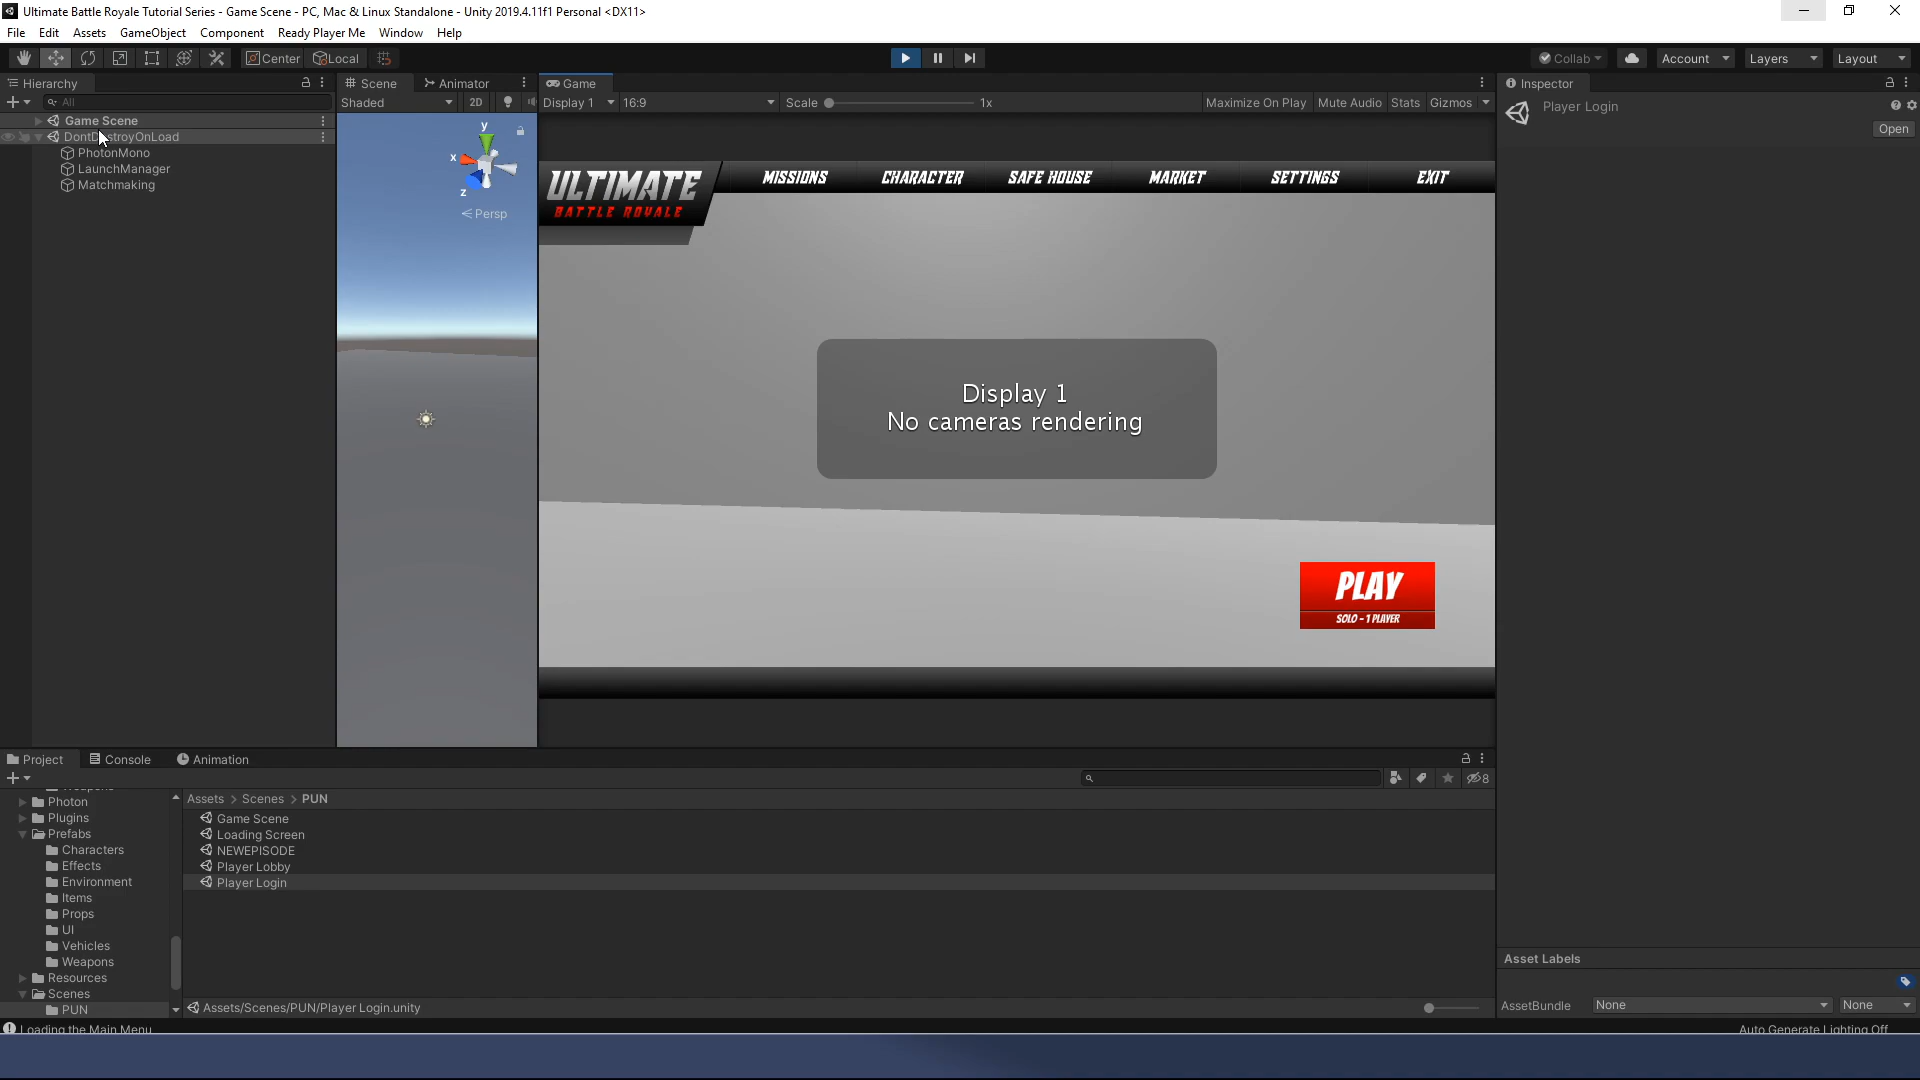 Ultimate Battle Royale Tutorial Series - Game Scene - PC, Mac & Linux Standalone - Unity 2019.4.11f1 Personal <DX11>
File Edit Assets GameObject Component Ready Player Me Window Help
Center Local Collab Account Layers Layout
Hierarchy
All
Game Scene
DontDestroyOnLoad
PhotonMono
LaunchManager
Matchmaking
Scene Animator
Shaded 2D
y
x
z
Persp
Game
Display 1 16:9 Scale 1x Maximize On Play Mute Audio Stats Gizmos
ULTIMATE
BATTLE ROYALE
MISSIONS CHARACTER SAFE HOUSE MARKET SETTINGS EXIT
Display 1
No cameras rendering
PLAY
SOLO - 1 PLAYER
Inspector
Player Login
Open
Project Console Animation
8
Photon
Plugins
Prefabs
Characters
Effects
Environment
Items
Props
UI
Vehicles
Weapons
Resources
Scenes
PUN
Assets > Scenes > PUN
Game Scene
Loading Screen
NEWEPISODE
Player Lobby
Player Login
Assets/Scenes/PUN/Player Login.unity
Asset Labels
AssetBundle None None
Loading the Main Menu
Auto Generate Lighting Off